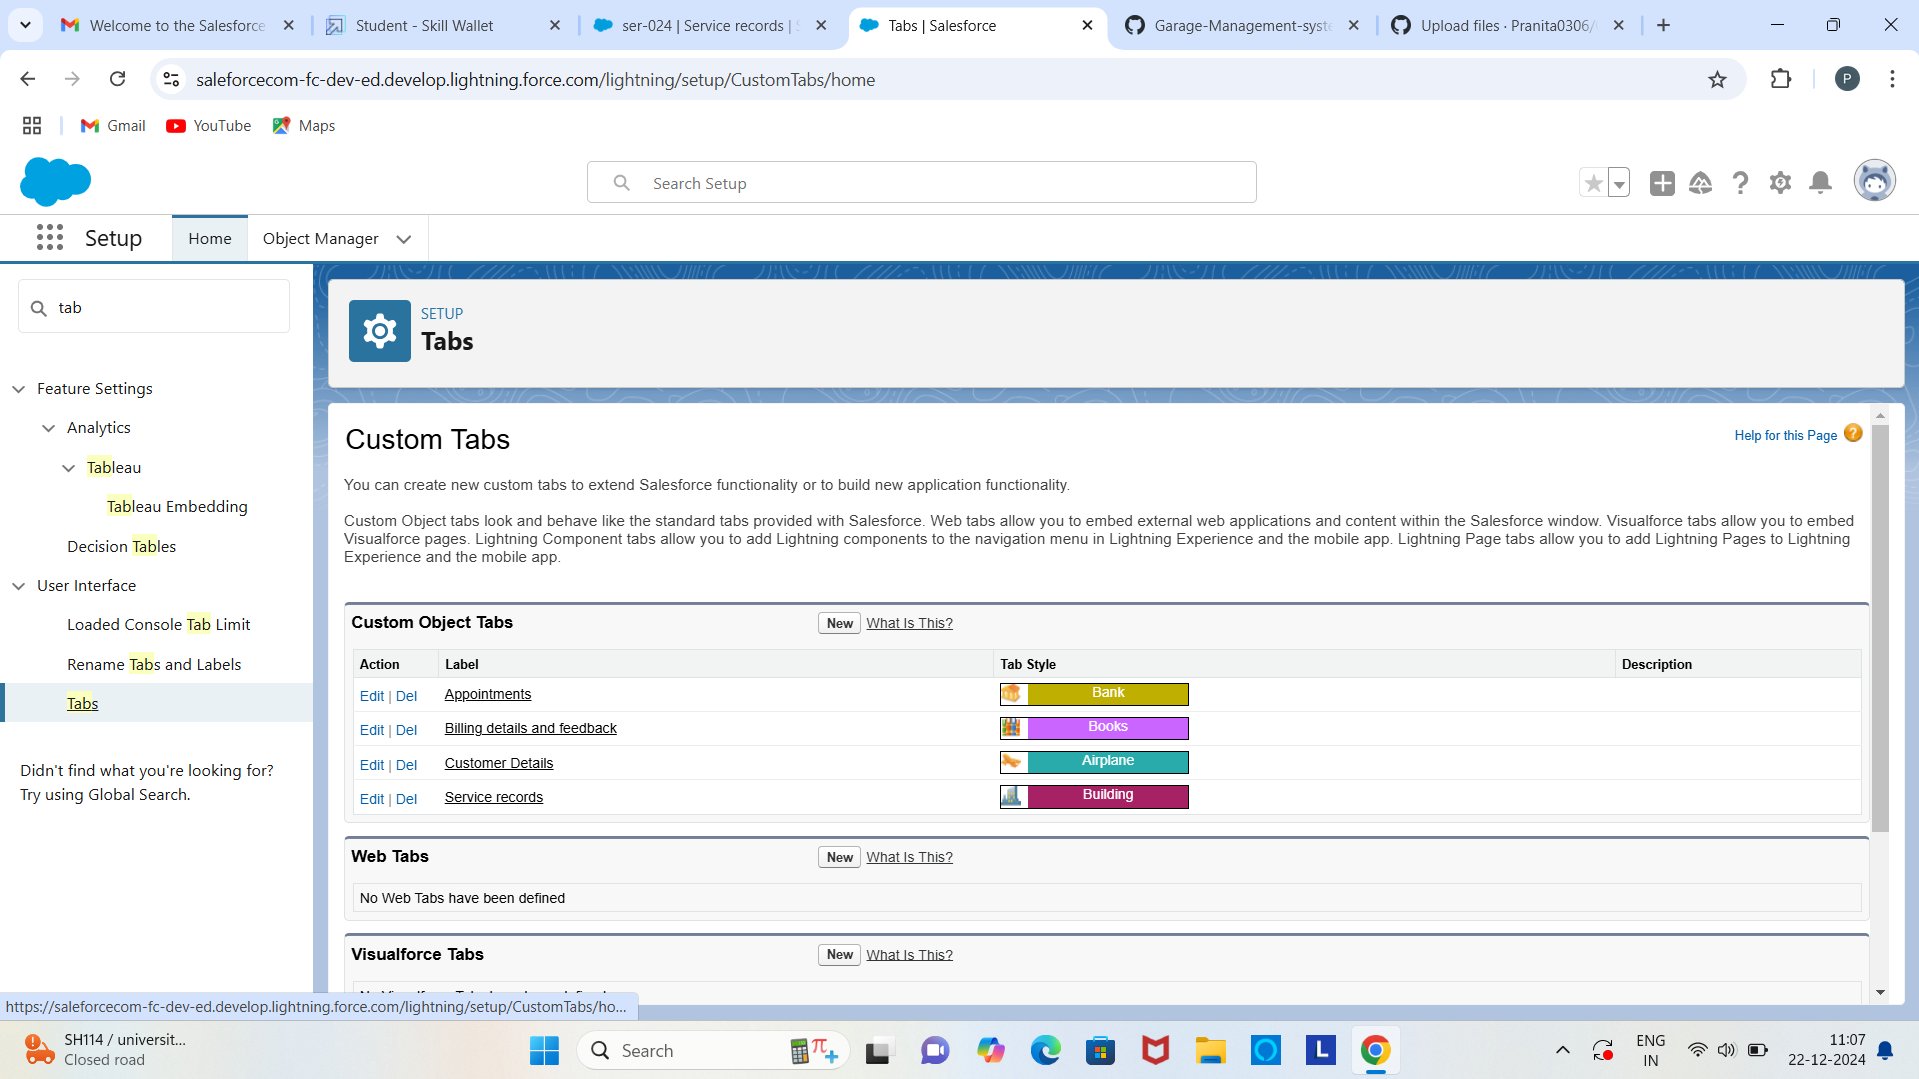 Welcome to the Salesforce
Student - Skill Wallet
ser-024 | Service records | S
Tabs | Salesforce
Garage-Management-syste
Upload files · Pranita0306/
saleforcecom-fc-dev-ed.develop.lightning.force.com/lightning/setup/CustomTabs/home
P
Gmail
YouTube
Maps
Search Setup
Setup
Home
Object Manager
tab
Feature Settings
Analytics
Tableau
Tableau Embedding
Decision Tables
User Interface
Loaded Console Tab Limit
Rename Tabs and Labels
Tabs
Didn't find what you're looking for?
Try using Global Search.
SETUP
Tabs
Custom Tabs
Help for this Page
You can create new custom tabs to extend Salesforce functionality or to build new application functionality.
Custom Object tabs look and behave like the standard tabs provided with Salesforce. Web tabs allow you to embed external web applications and content within the Salesforce window. Visualforce tabs allow you to embed
Visualforce pages. Lightning Component tabs allow you to add Lightning components to the navigation menu in Lightning Experience and the mobile app. Lightning Page tabs allow you to add Lightning Pages to Lightning
Experience and the mobile app.
Custom Object Tabs New What Is This?
Action Label Tab Style Description
Edit | Del Appointments Bank
Edit | Del Billing details and feedback Books
Edit | Del Customer Details Airplane
Edit | Del Service records Building
Web Tabs New What Is This?
No Web Tabs have been defined
Visualforce Tabs New What Is This?
https://saleforcecom-fc-dev-ed.develop.lightning.force.com/lightning/setup/CustomTabs/ho...
SH114 / universit...
Closed road
Search
L
ENG
IN
11:07
22-12-2024